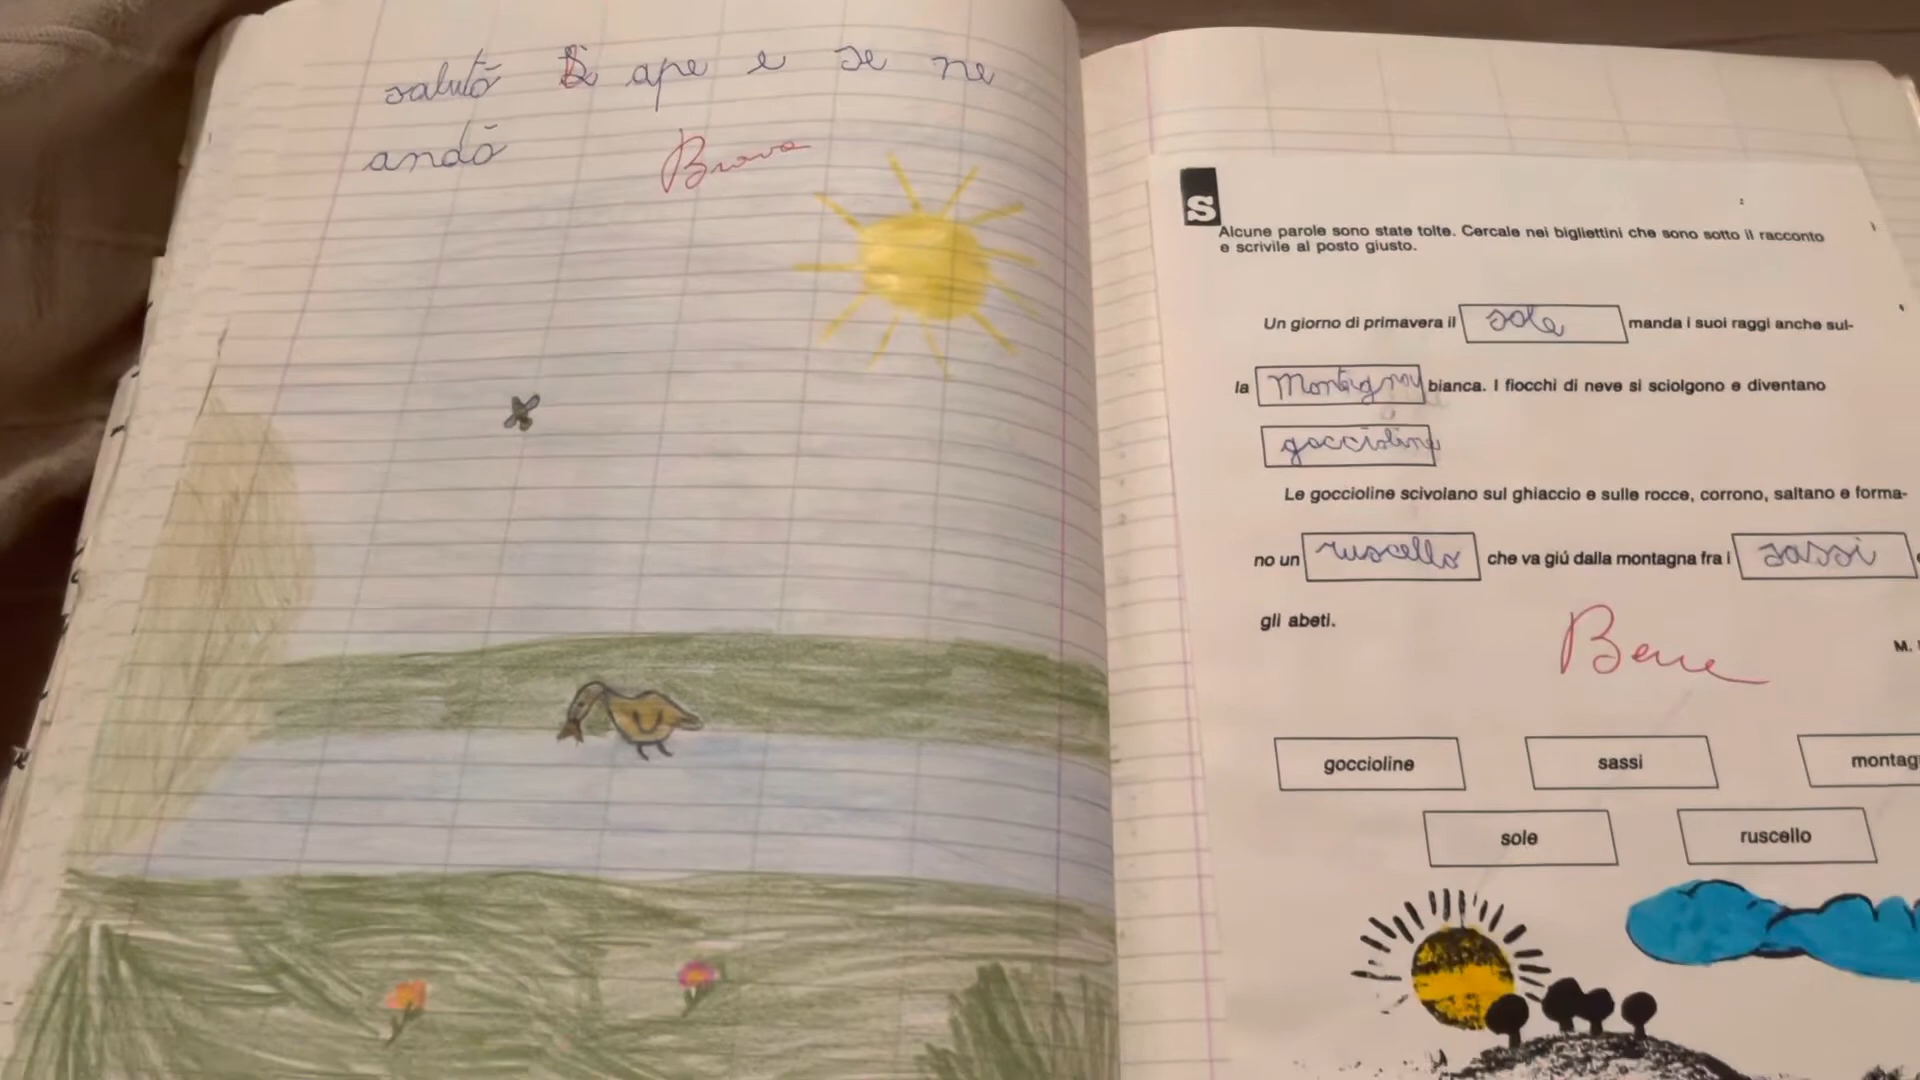 salutò ape e se ne
andò
Brava
S
Alcune parole sono state tolte. Cercale nei bigliettini che sono sotto il racconto
e scrivile al posto giusto.
Un giorno di primavera il sole manda i suoi raggi anche sul-
la montagna bianca. I fiocchi di neve si sciolgono e diventano
goccioline
Le goccioline scivolano sul ghiaccio e sulle rocce, corrono, saltano e forma-
no un ruscello che va giú dalla montagna fra i sassi
gli abeti.
Bene
M.
goccioline
sassi
montag
sole
ruscello